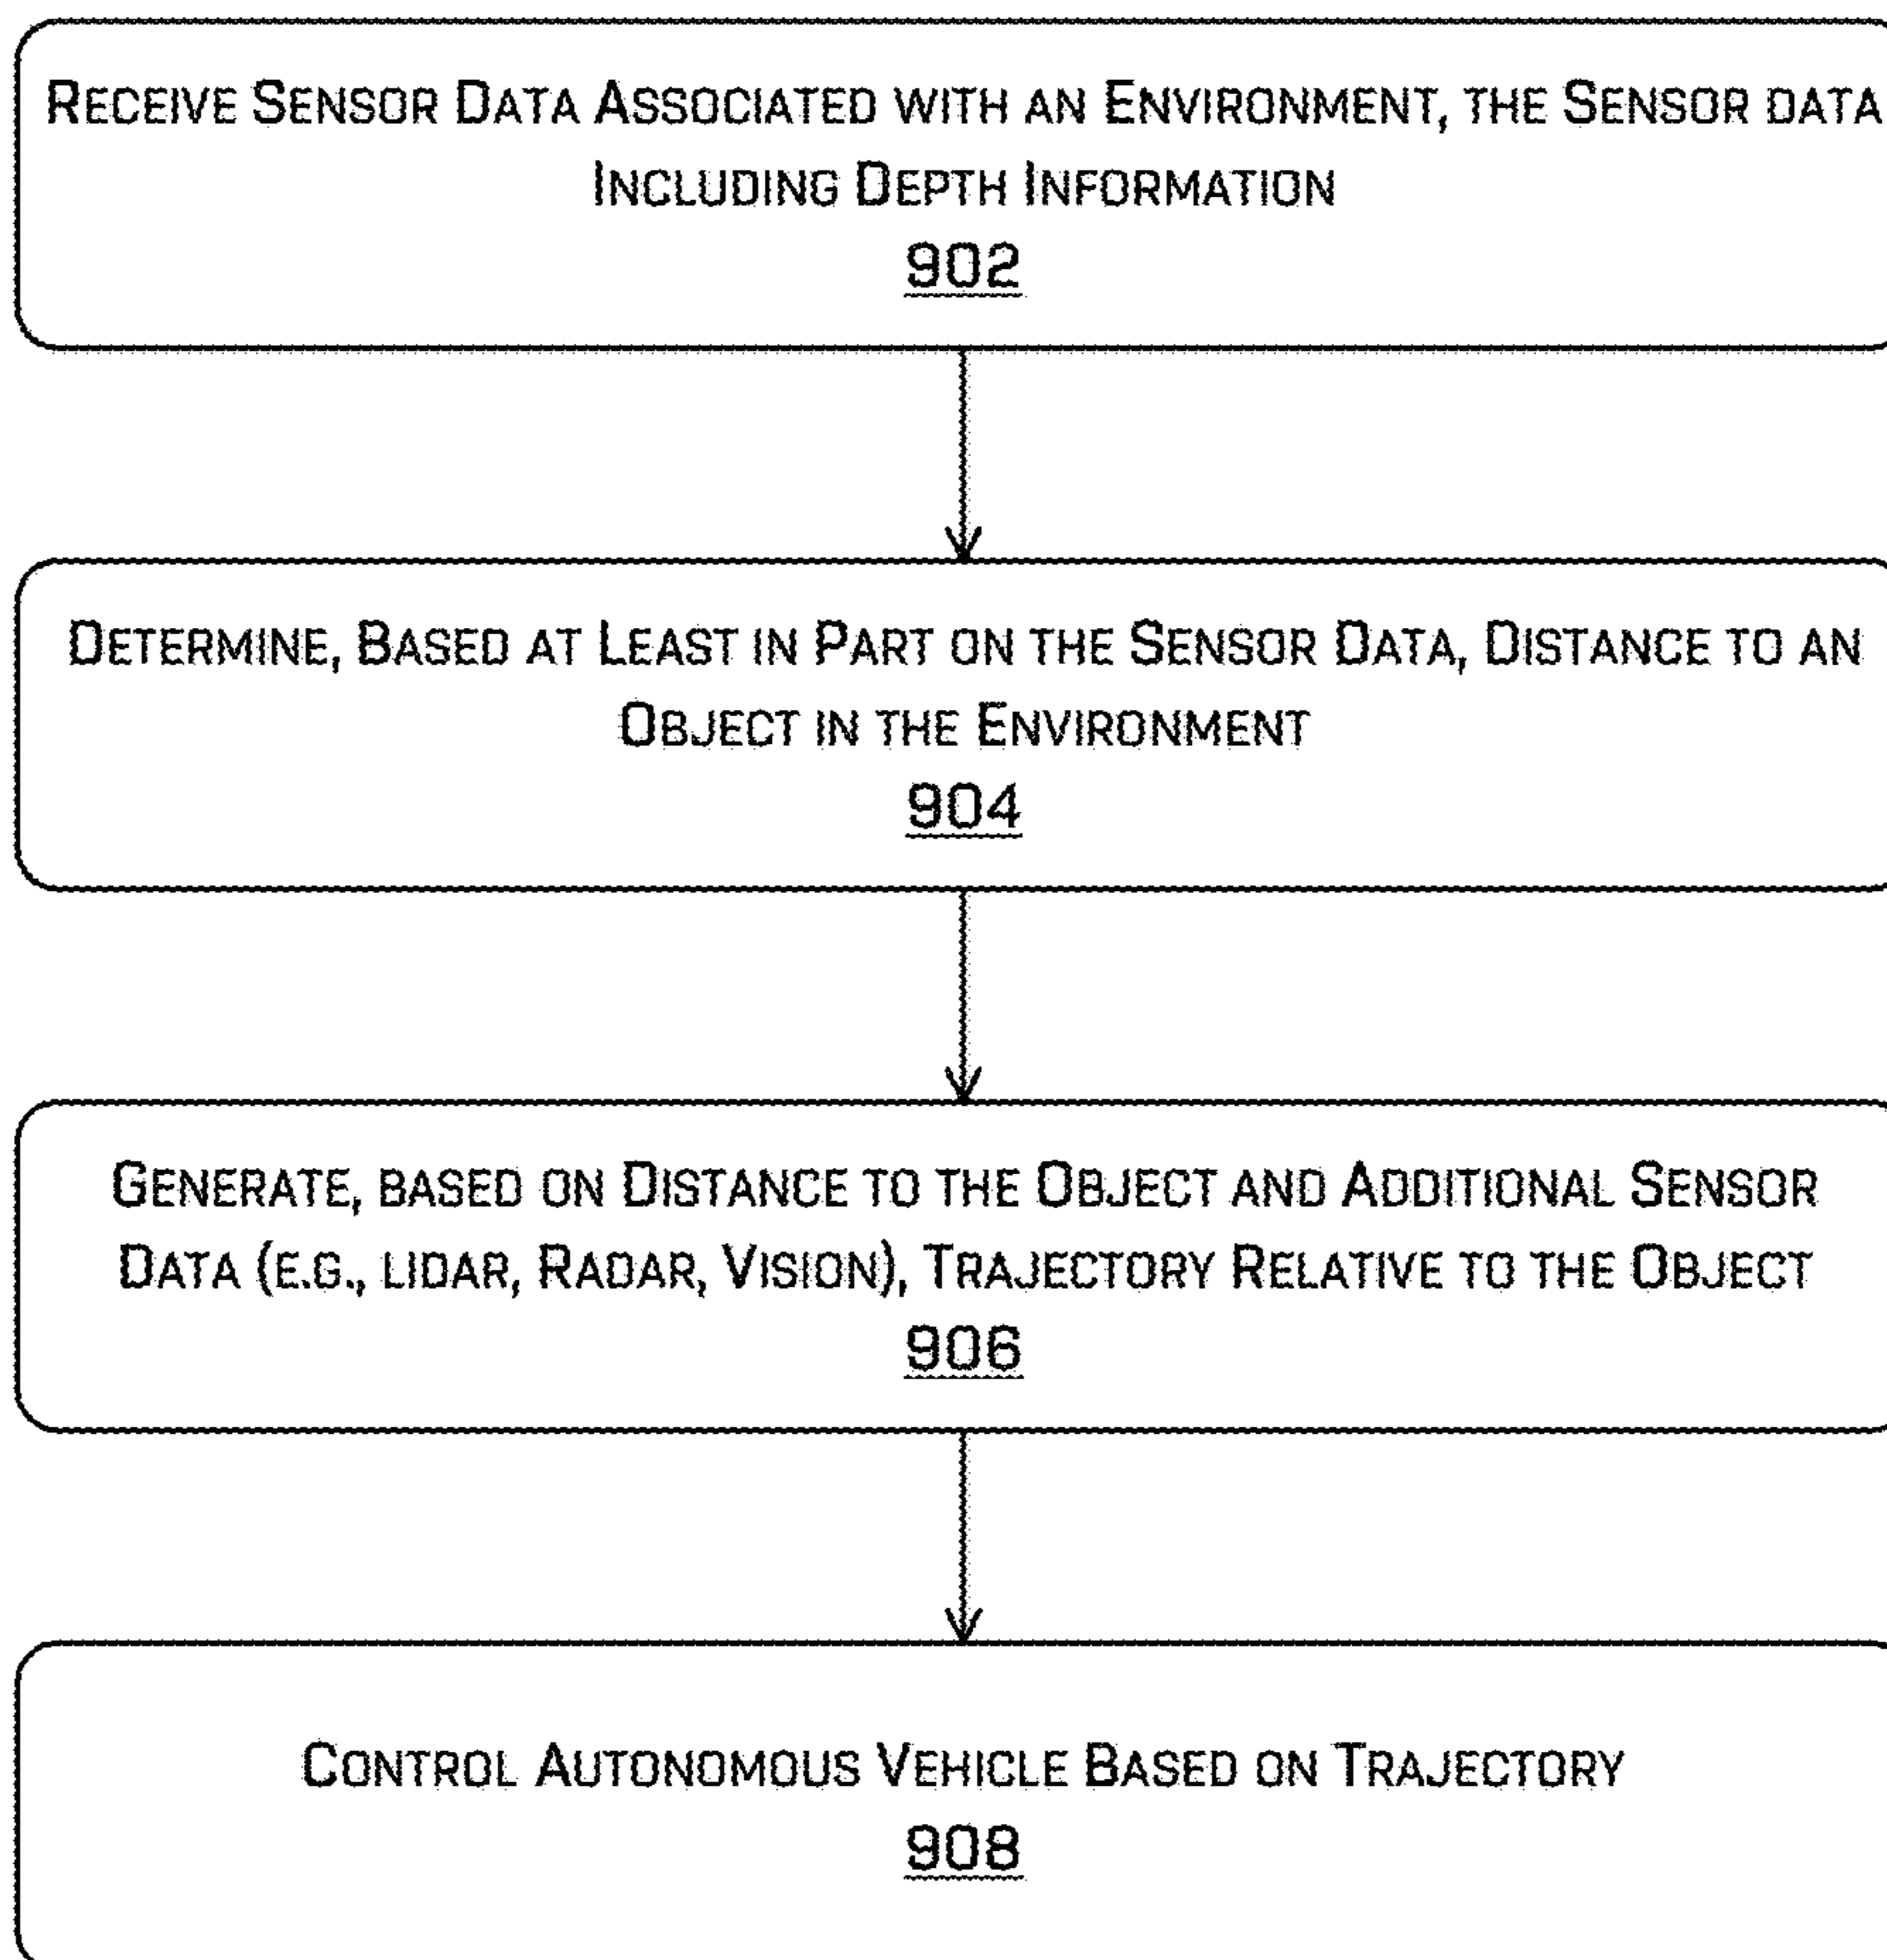 Receive Sensor Data Associated with an Environment, the Sensor data
Including Depth Information
902
Determine, Based at Least in Part on the Sensor Data, Distance to an
Object in the Environment
904
Generate, based on Distance to the Object and Additional Sensor
Data (e.g., lidar, Radar, Vision), Trajectory Relative to the Object
906
Control Autonomous Vehicle Based on Trajectory
908